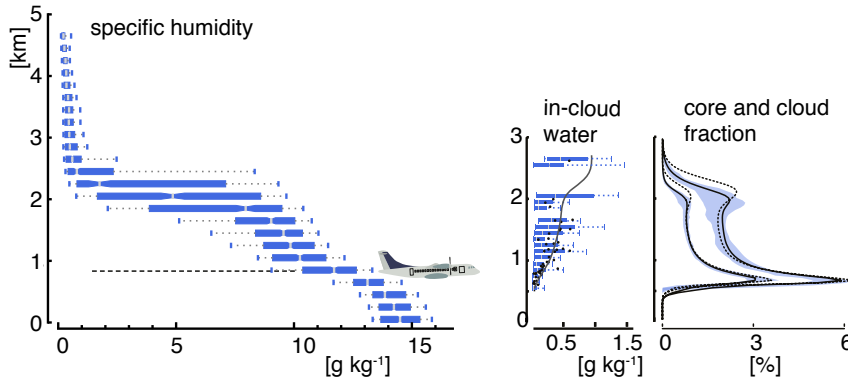 specific humidity
[km]
5
4
3
2
1
0
0 5 10 15
[g kg⁻¹]
in-cloud
water
3
2
1
0
0.5 1.5
[g kg⁻¹]
core and cloud
fraction
0 3 6
[%]